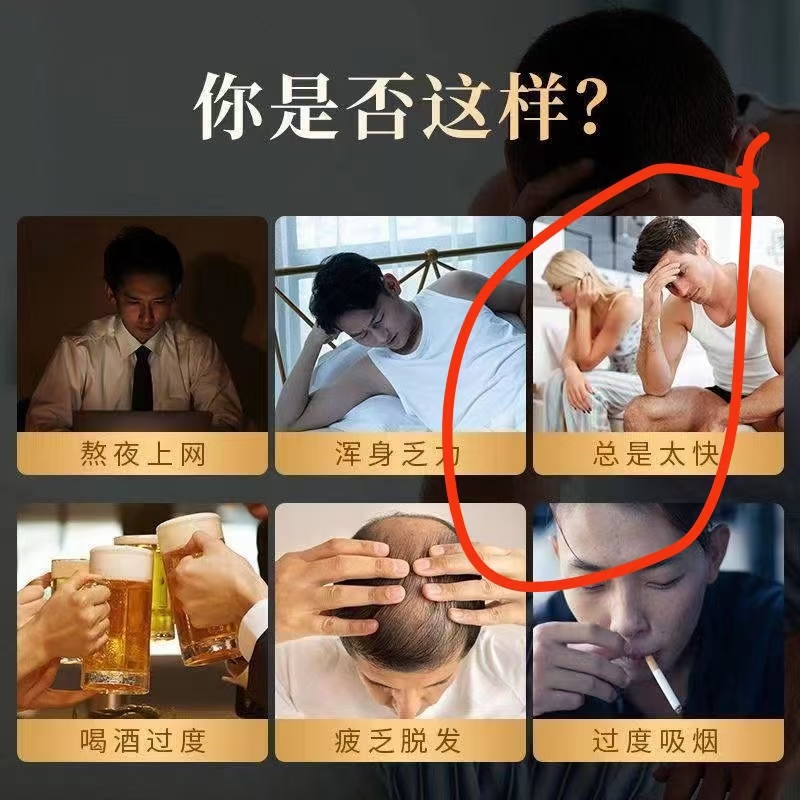 你是否这样?
熬夜上网
浑身乏力
总是太快
喝酒过度
疲乏脱发
过度吸烟